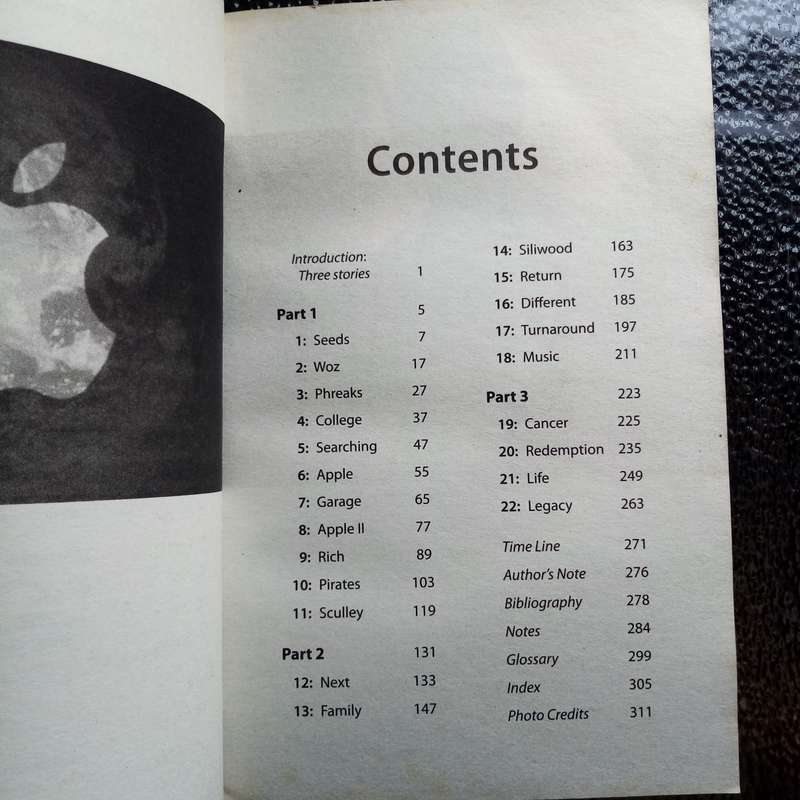 Contents
Introduction:
Three stories 1
Part 1 5
1: Seeds 7
2: Woz 17
3: Phreaks 27
4: College 37
5: Searching 47
6: Apple 55
7: Garage 65
8: Apple II 77
9: Rich 89
10: Pirates 103
11: Sculley 119
Part 2 131
12: Next 133
13: Family 147
14: Siliwood 163
15: Return 175
16: Different 185
17: Turnaround 197
18: Music 211
Part 3 223
19: Cancer 225
20: Redemption 235
21: Life 249
22: Legacy 263
Time Line 271
Author's Note 276
Bibliography 278
Notes 284
Glossary 299
Index 305
Photo Credits 311